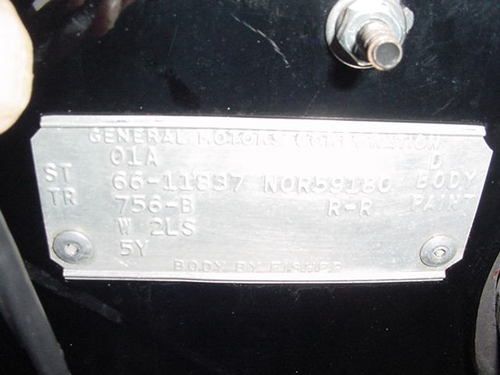 GENERAL MOTORS CORPORATION
01A D
ST 66-11837 NOR59180 BODY
TR 756-B R-R PAINT
W 2LS
5Y
BODY BY FISHER